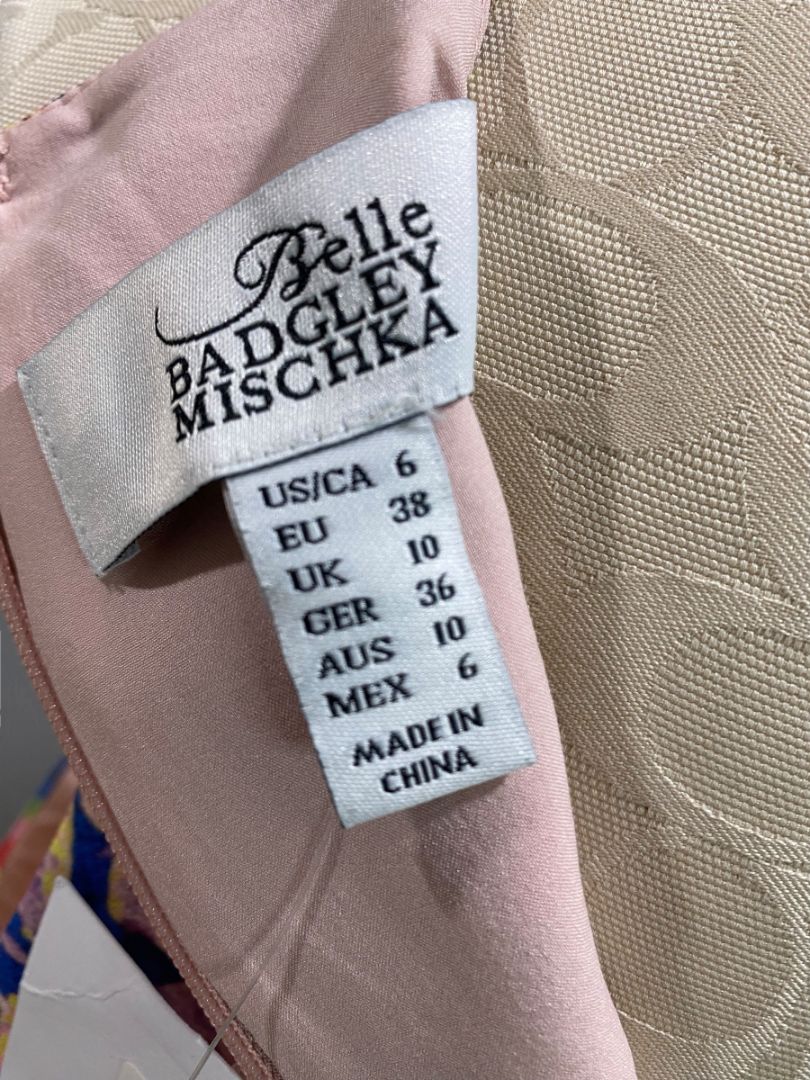 Belle
BADGLEY
MISCHKA
US/CA 6
EU 38
UK 10
GER 36
AUS 10
MEX 6
MADE IN
CHINA